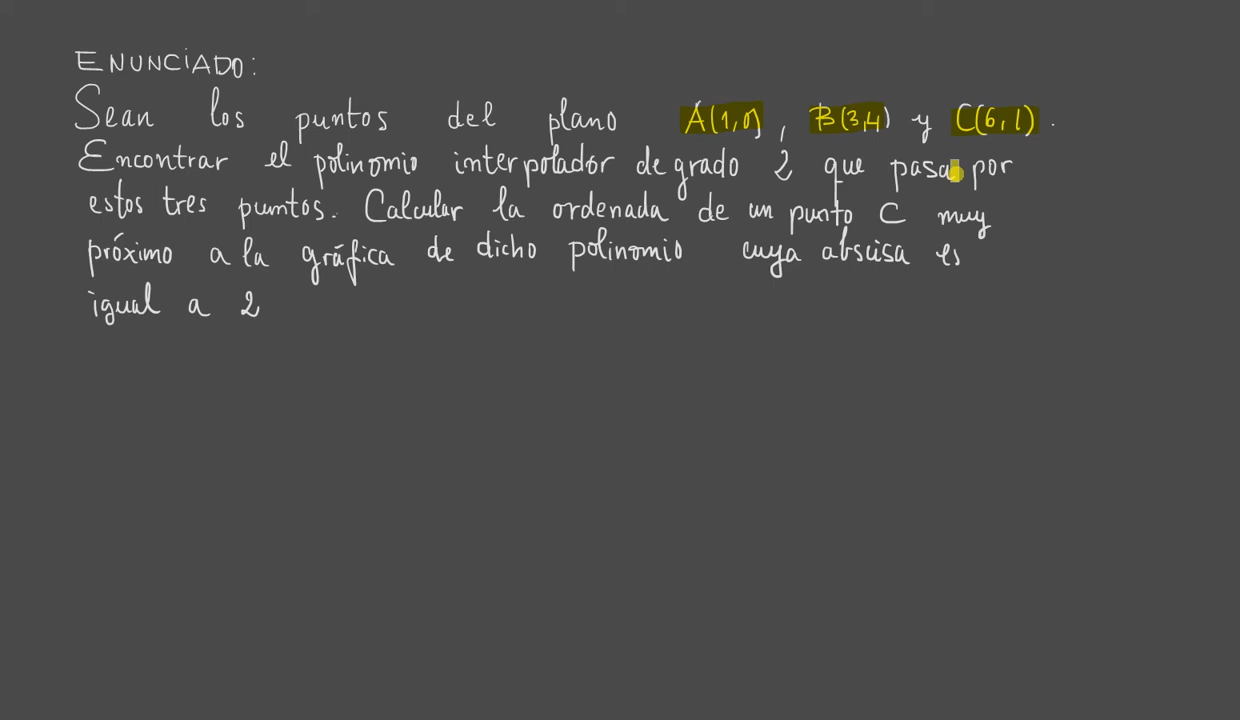 ENUNCIADO:
Sean los puntos del plano A(1,0), B(3,4) y C(6,1).
Encontrar el polinomio interpolador de grado 2 que pasa por
estos tres puntos. Calcular la ordenada de un punto C muy
próximo a la gráfica de dicho polinomio cuya abscisa es
igual a 2